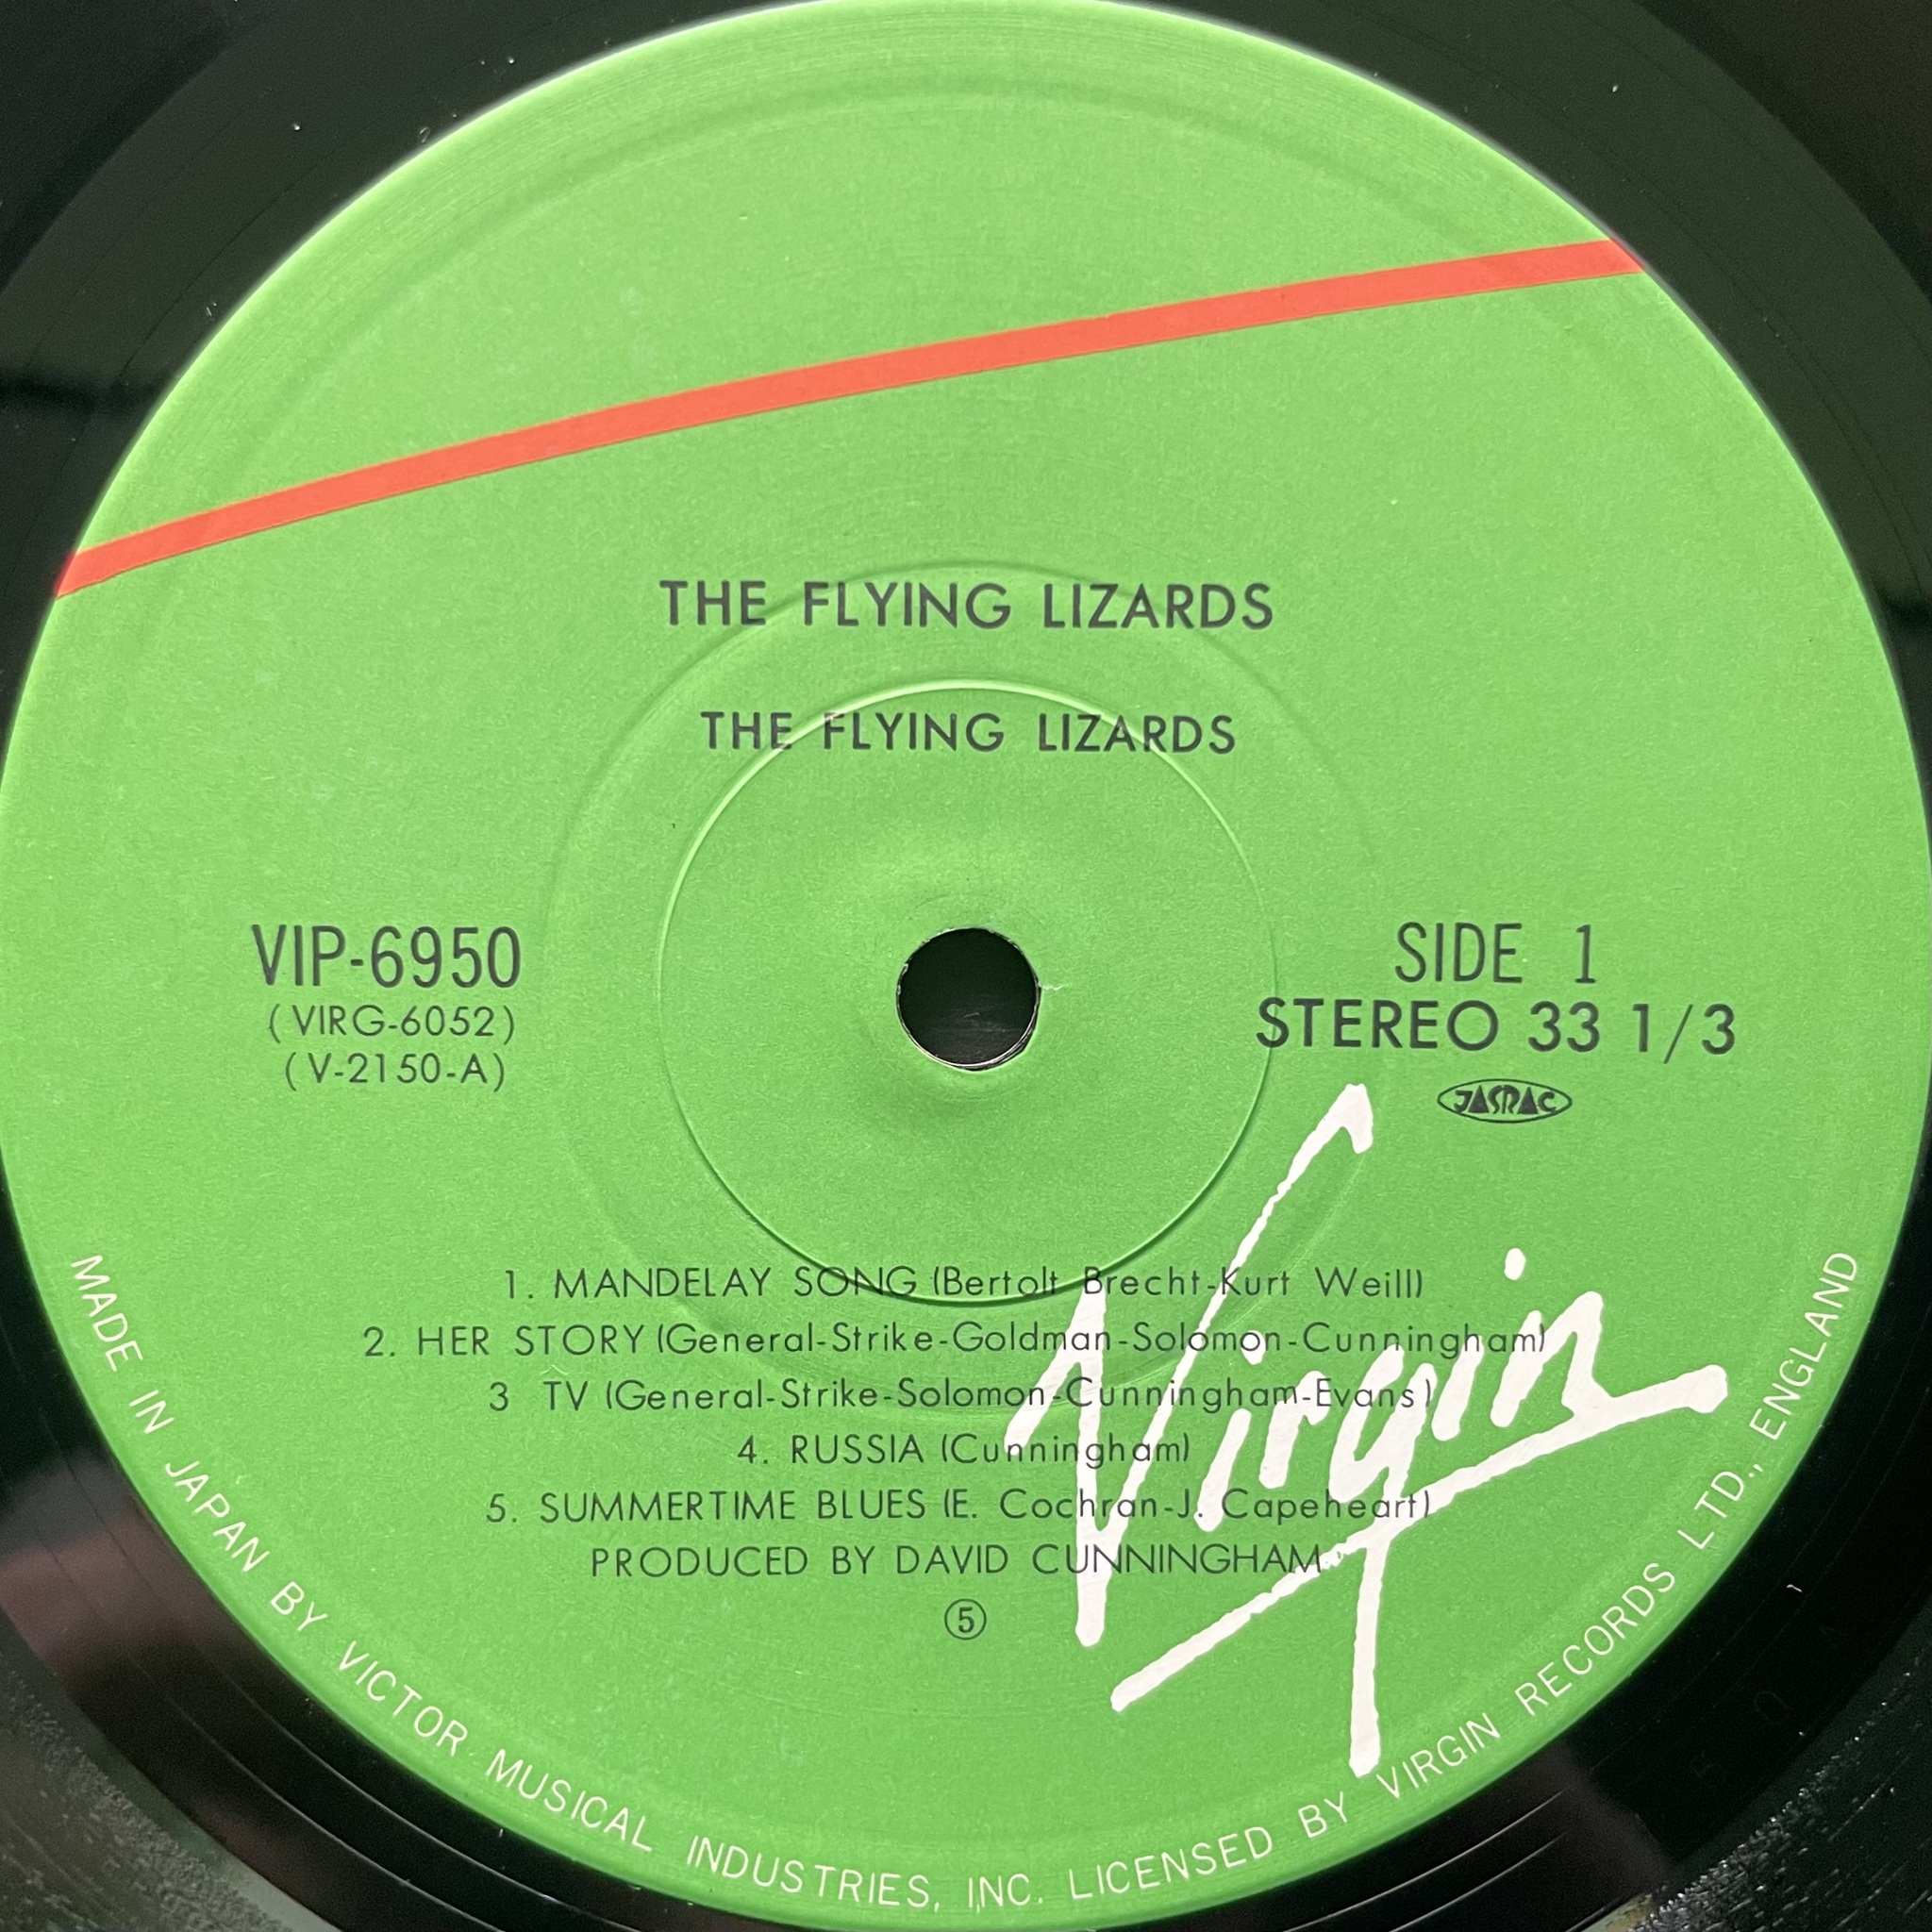 THE FLYING LIZARDS
THE FLYING LIZARDS
VIP-6950
(VIRG-6052)
(V-2150-A)
SIDE 1
STEREO 33 1/3
JASRAC
Virgin
1. MANDELAY SONG (Bertolt Brecht-Kurt Weill)
2. HER STORY (General-Strike-Goldman-Solomon-Cunningham)
3 TV (General-Strike-Solomon-Cunningham-Evans)
4. RUSSIA (Cunningham)
5. SUMMERTIME BLUES (E. Cochran-J. Capeheart)
PRODUCED BY DAVID CUNNINGHAM
⑤
MADE IN JAPAN BY VICTOR MUSICAL INDUSTRIES, INC. LICENSED BY VIRGIN RECORDS LTD., ENGLAND